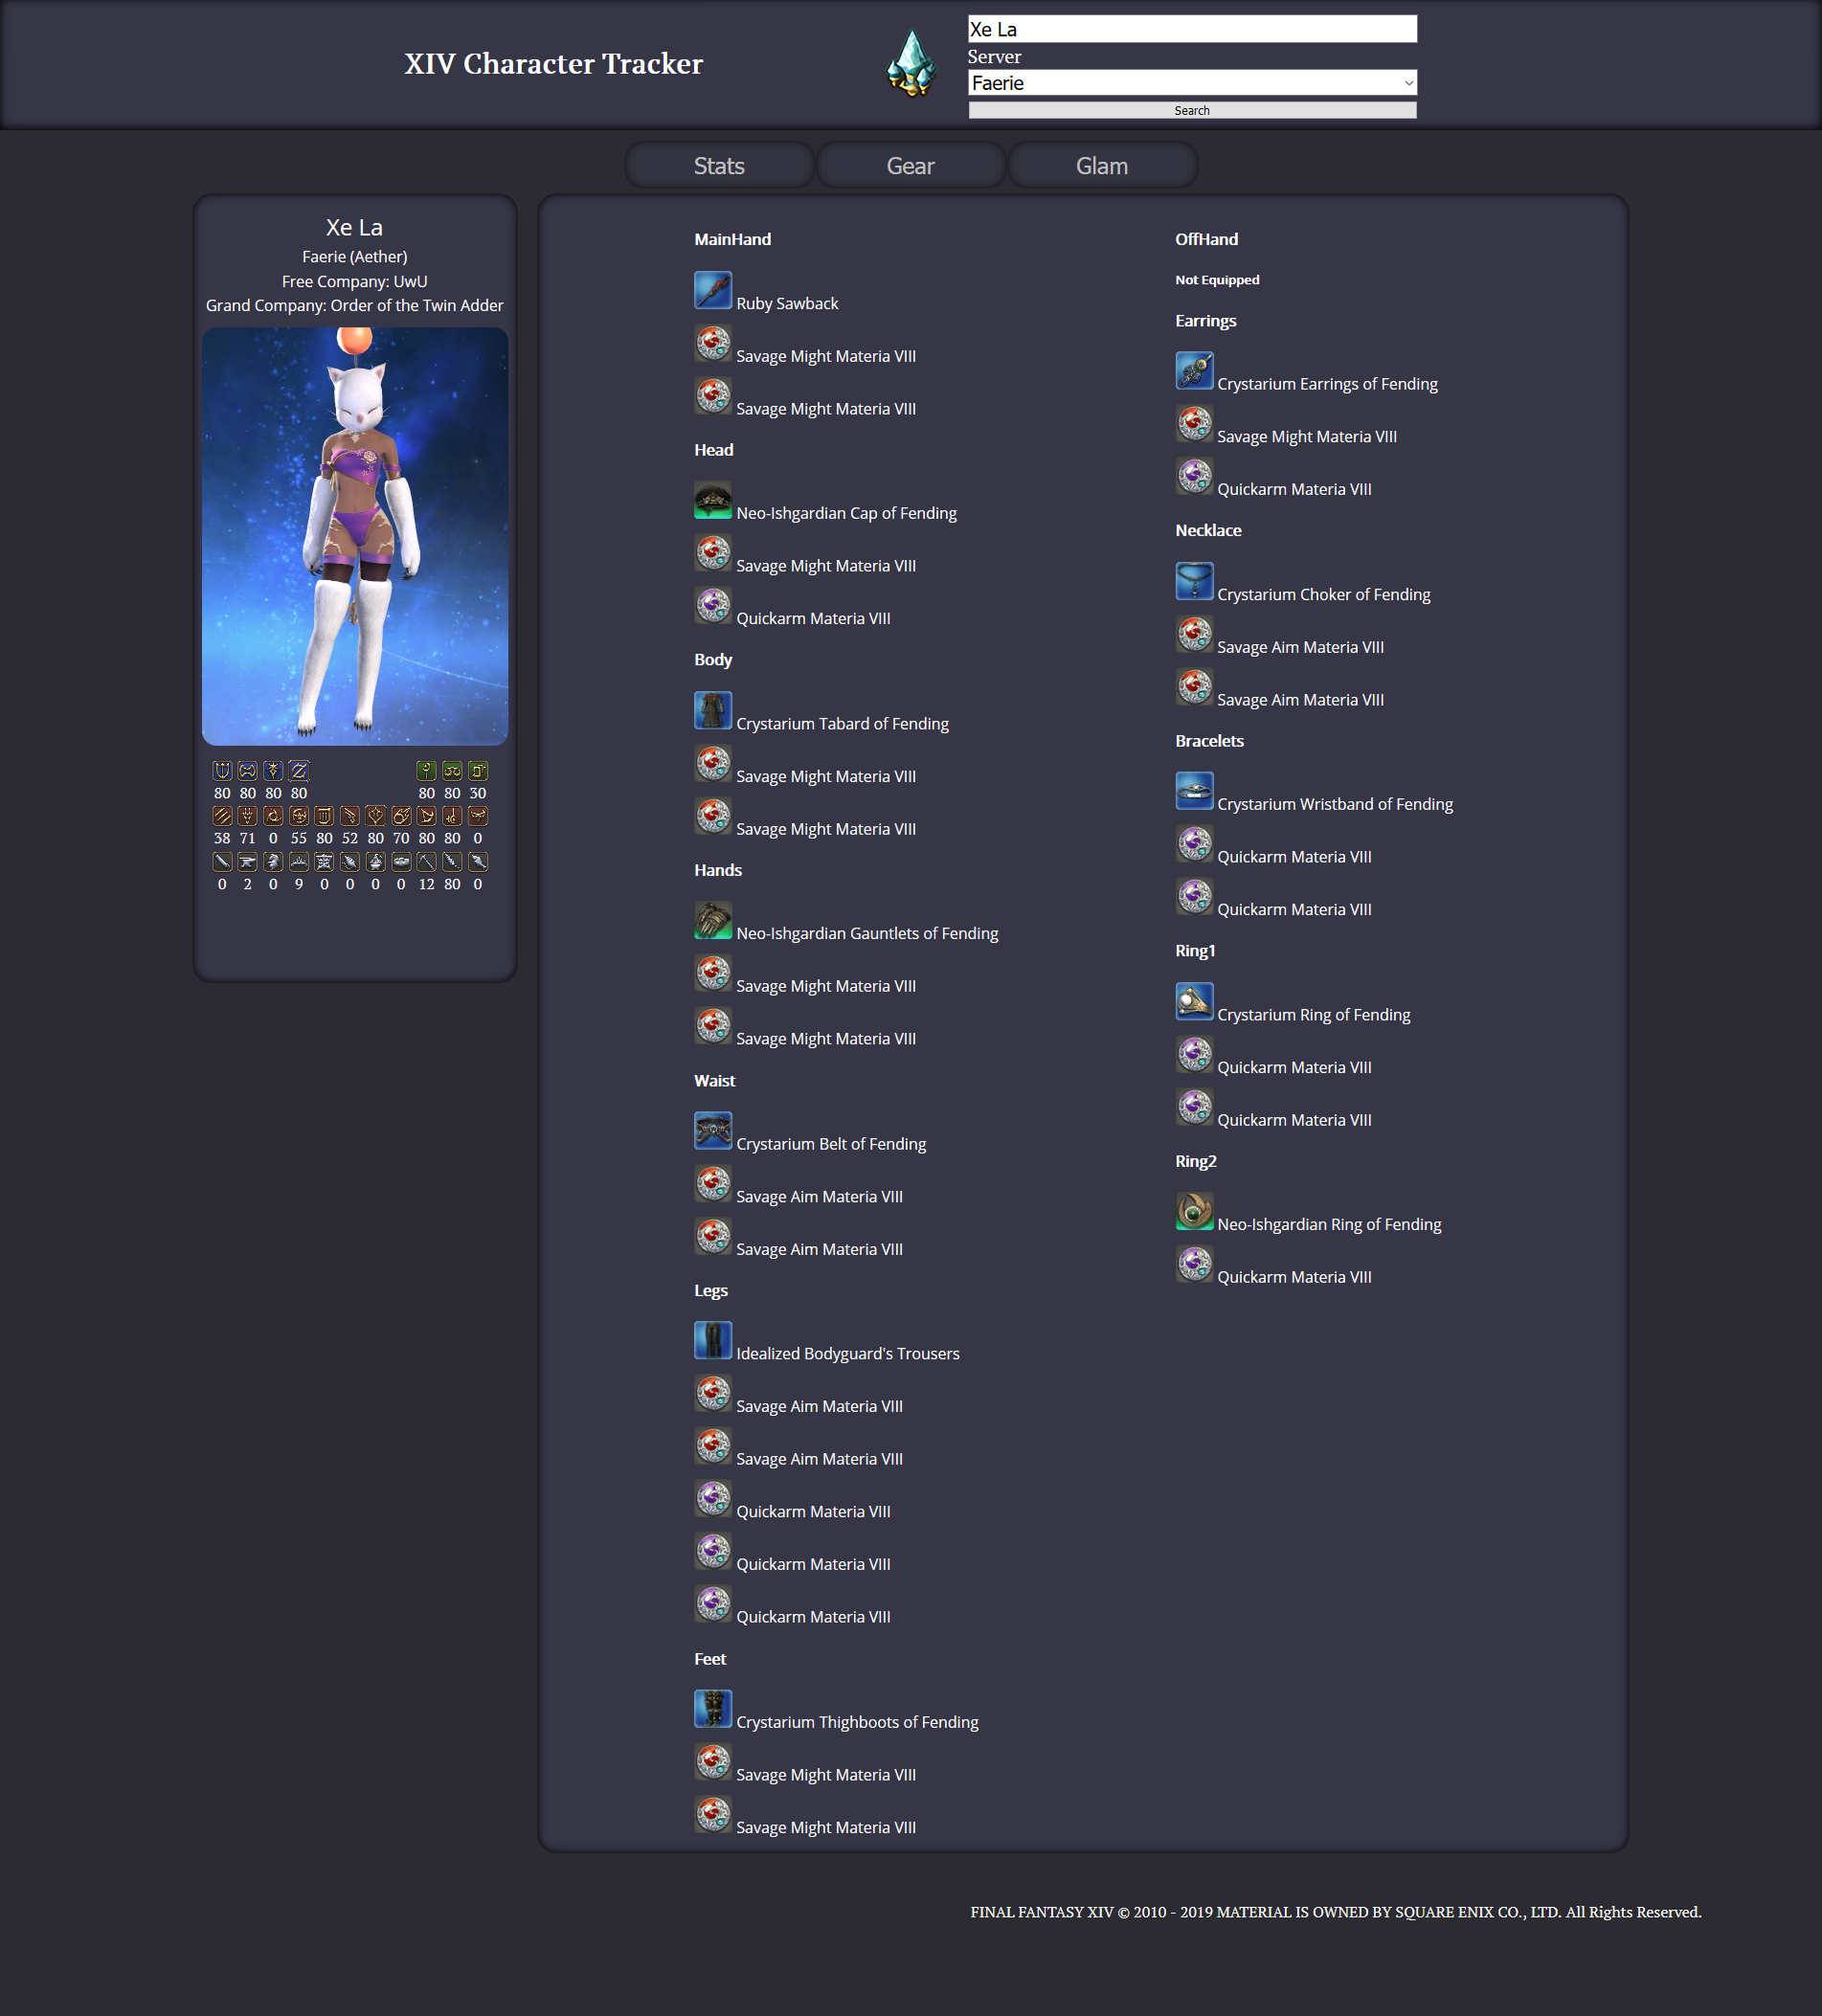 XIV Character Tracker
Xe La
Server
Faerie
Search
Stats Gear Glam
Xe La
Faerie (Aether)
Free Company: UwU
Grand Company: Order of the Twin Adder
80 80 80 80 80 80 30
38 71 0 55 80 52 80 70 80 80 0
0 2 0 9 0 0 0 0 12 80 0
MainHand
Ruby Sawback
Savage Might Materia VIII
Savage Might Materia VIII
Head
Neo-Ishgardian Cap of Fending
Savage Might Materia VIII
Quickarm Materia VIII
Body
Crystarium Tabard of Fending
Savage Might Materia VIII
Savage Might Materia VIII
Hands
Neo-Ishgardian Gauntlets of Fending
Savage Might Materia VIII
Savage Might Materia VIII
Waist
Crystarium Belt of Fending
Savage Aim Materia VIII
Savage Aim Materia VIII
Legs
Idealized Bodyguard's Trousers
Savage Aim Materia VIII
Savage Aim Materia VIII
Quickarm Materia VIII
Quickarm Materia VIII
Quickarm Materia VIII
Feet
Crystarium Thighboots of Fending
Savage Might Materia VIII
Savage Might Materia VIII
OffHand
Not Equipped
Earrings
Crystarium Earrings of Fending
Savage Might Materia VIII
Quickarm Materia VIII
Necklace
Crystarium Choker of Fending
Savage Aim Materia VIII
Savage Aim Materia VIII
Bracelets
Crystarium Wristband of Fending
Quickarm Materia VIII
Quickarm Materia VIII
Ring1
Crystarium Ring of Fending
Quickarm Materia VIII
Quickarm Materia VIII
Ring2
Neo-Ishgardian Ring of Fending
Quickarm Materia VIII
FINAL FANTASY XIV © 2010 - 2019 MATERIAL IS OWNED BY SQUARE ENIX CO., LTD. All Rights Reserved.